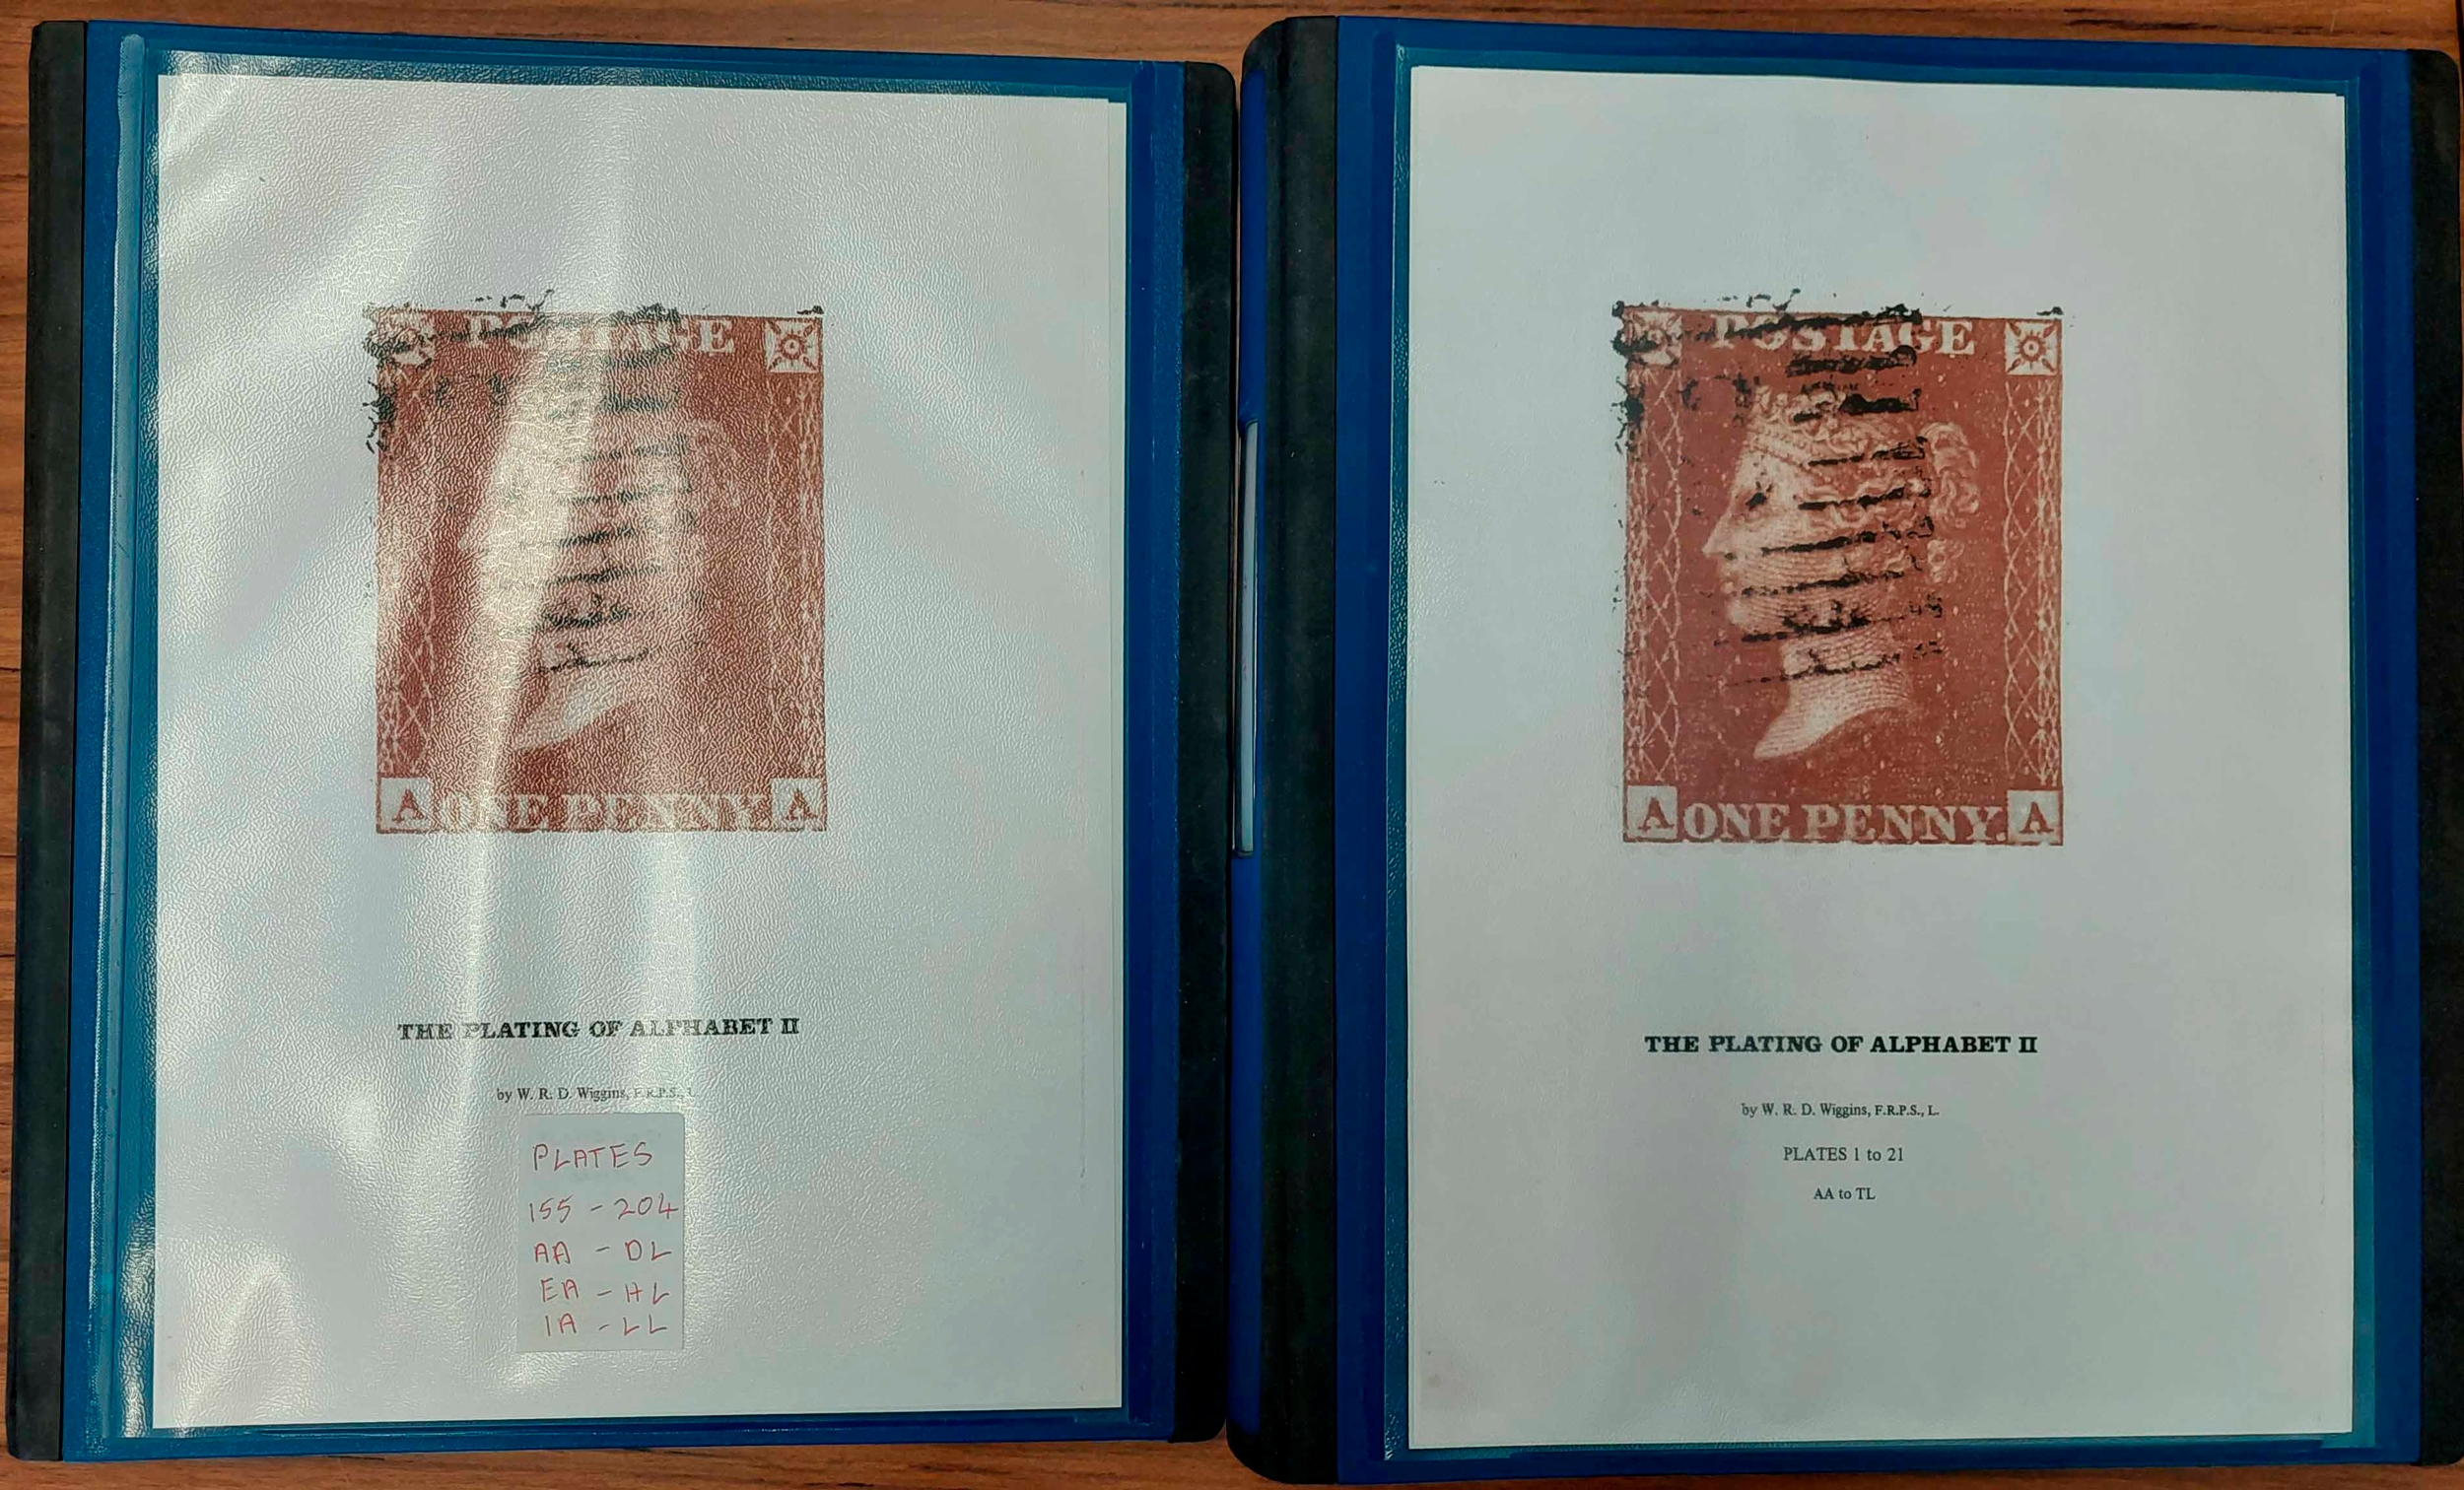 POSTAGE
A ONE PENNY. A
THE PLATING OF ALPHABET II
by W. R. D. Wiggins, F.R.P.S., L
PLATES
155 - 204
AA - DL
EA - HL
IA - LL
POSTAGE
A ONE PENNY. A
THE PLATING OF ALPHABET II
by W. R. D. Wiggins, F.R.P.S., L.
PLATES 1 to 21
AA to TL